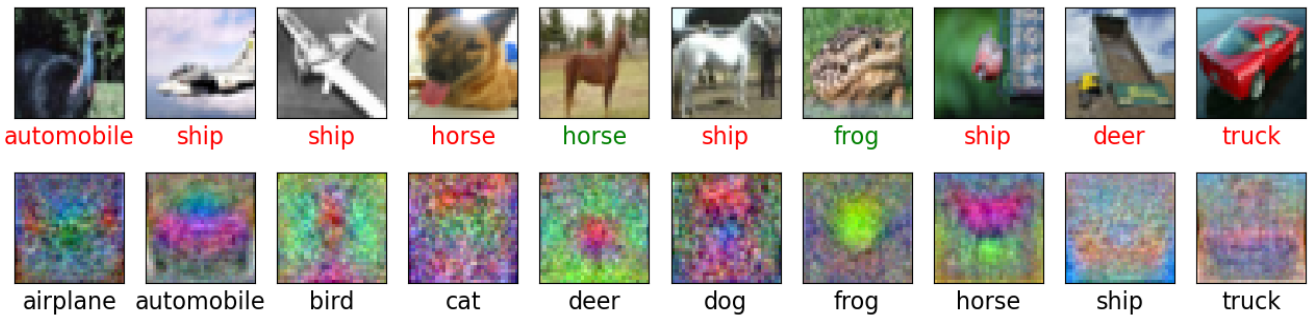 automobile ship ship horse horse ship frog ship deer truck
airplane automobile bird cat deer dog frog horse ship truck